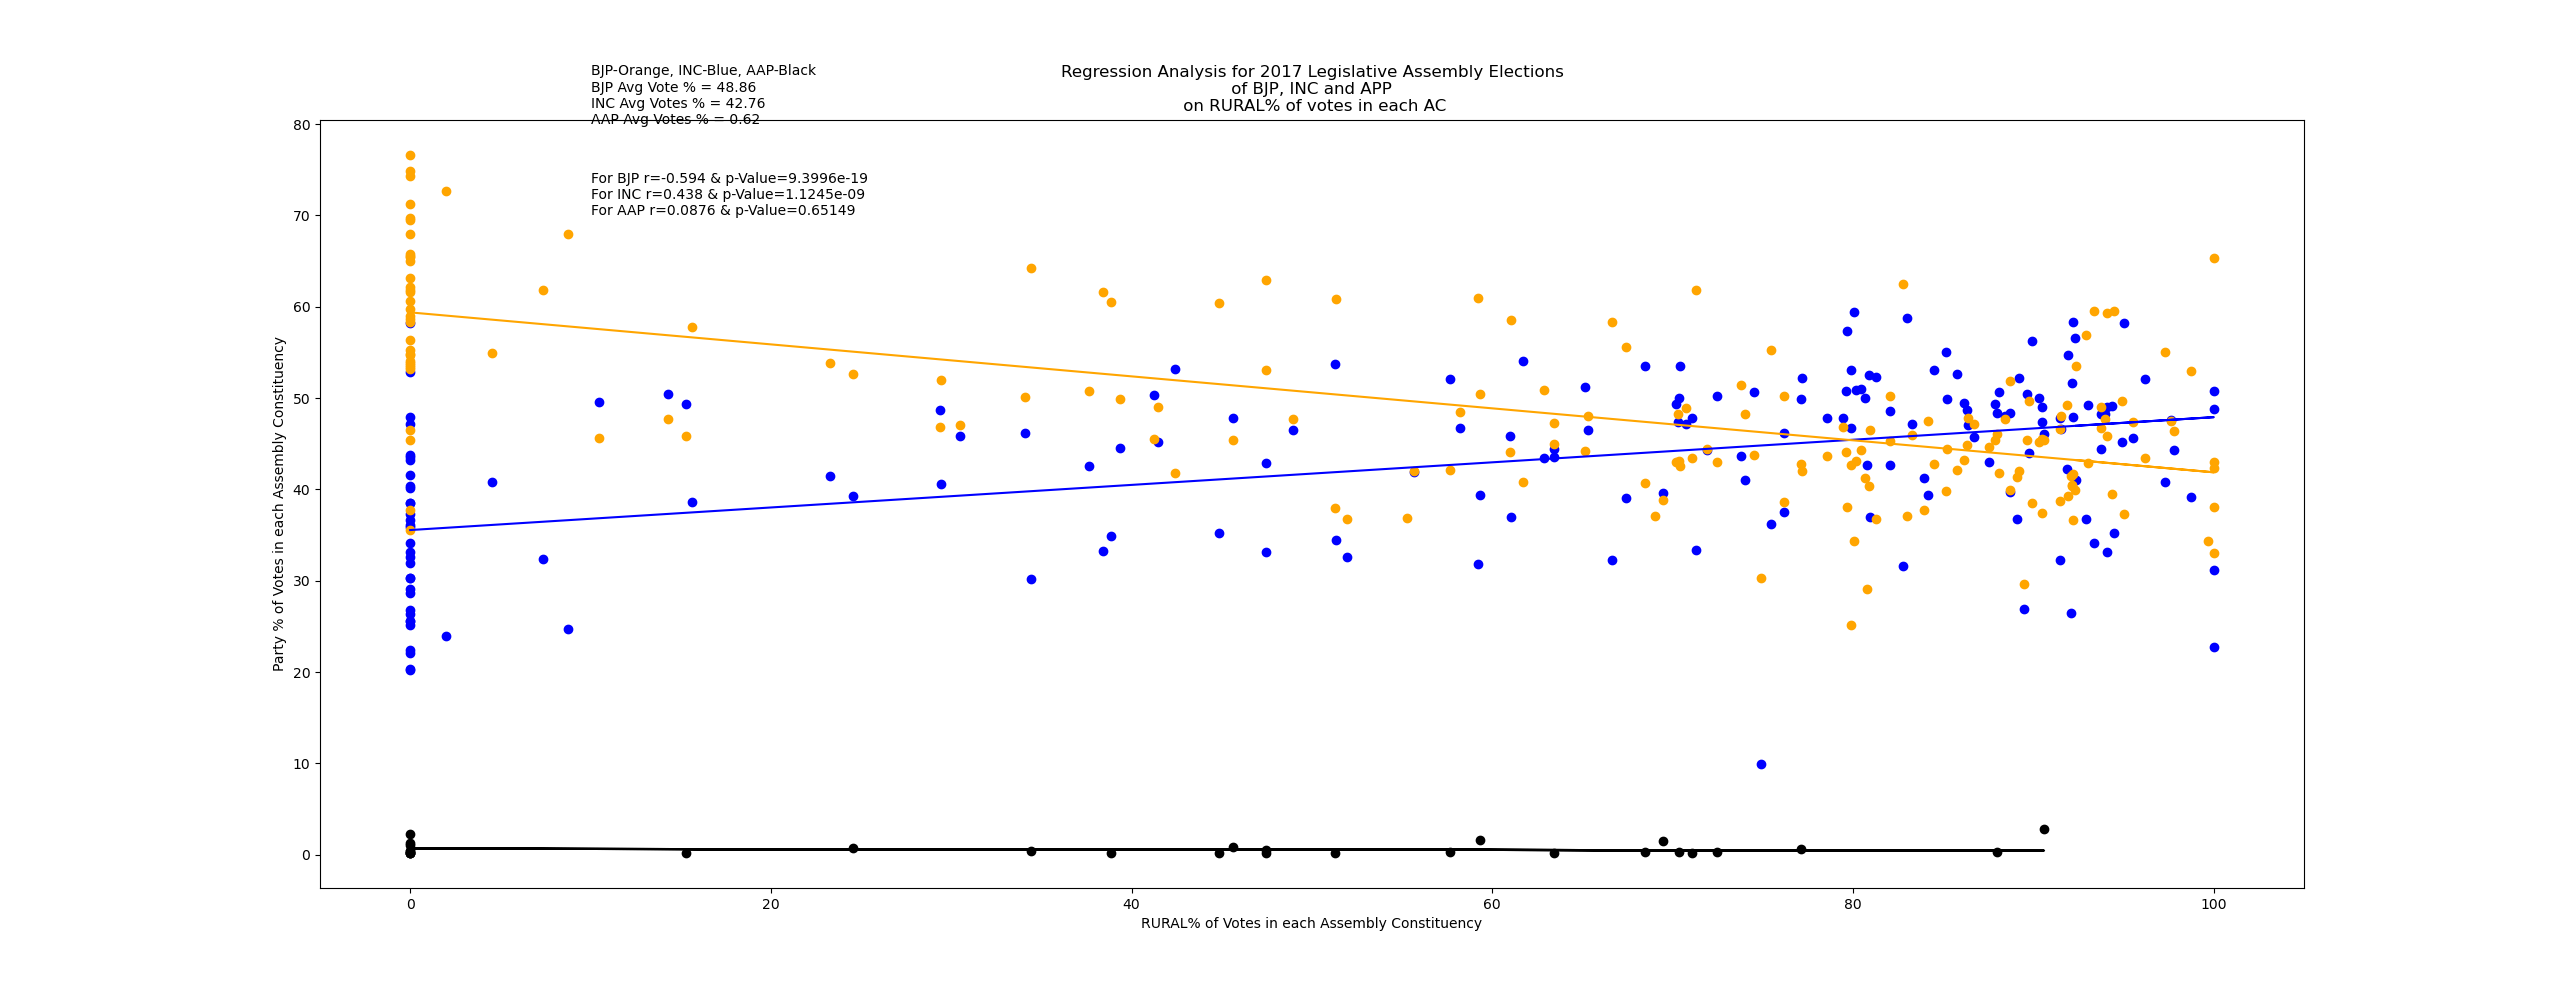 BJP-Orange, INC-Blue, AAP-Black
BJP Avg Vote % = 48.86
INC Avg Votes % = 42.76
AAP Avg Votes % = 0.62
Regression Analysis for 2017 Legislative Assembly Elections
of BJP, INC and APP
on RURAL% of votes in each AC
For BJP r=-0.594 & p-Value=9.3996e-19
For INC r=0.438 & p-Value=1.1245e-09
For AAP r=0.0876 & p-Value=0.65149
Party % of Votes in each Assembly Constituency
80
70
60
50
40
30
20
10
0
0 20 40 60 80 100
RURAL% of Votes in each Assembly Constituency